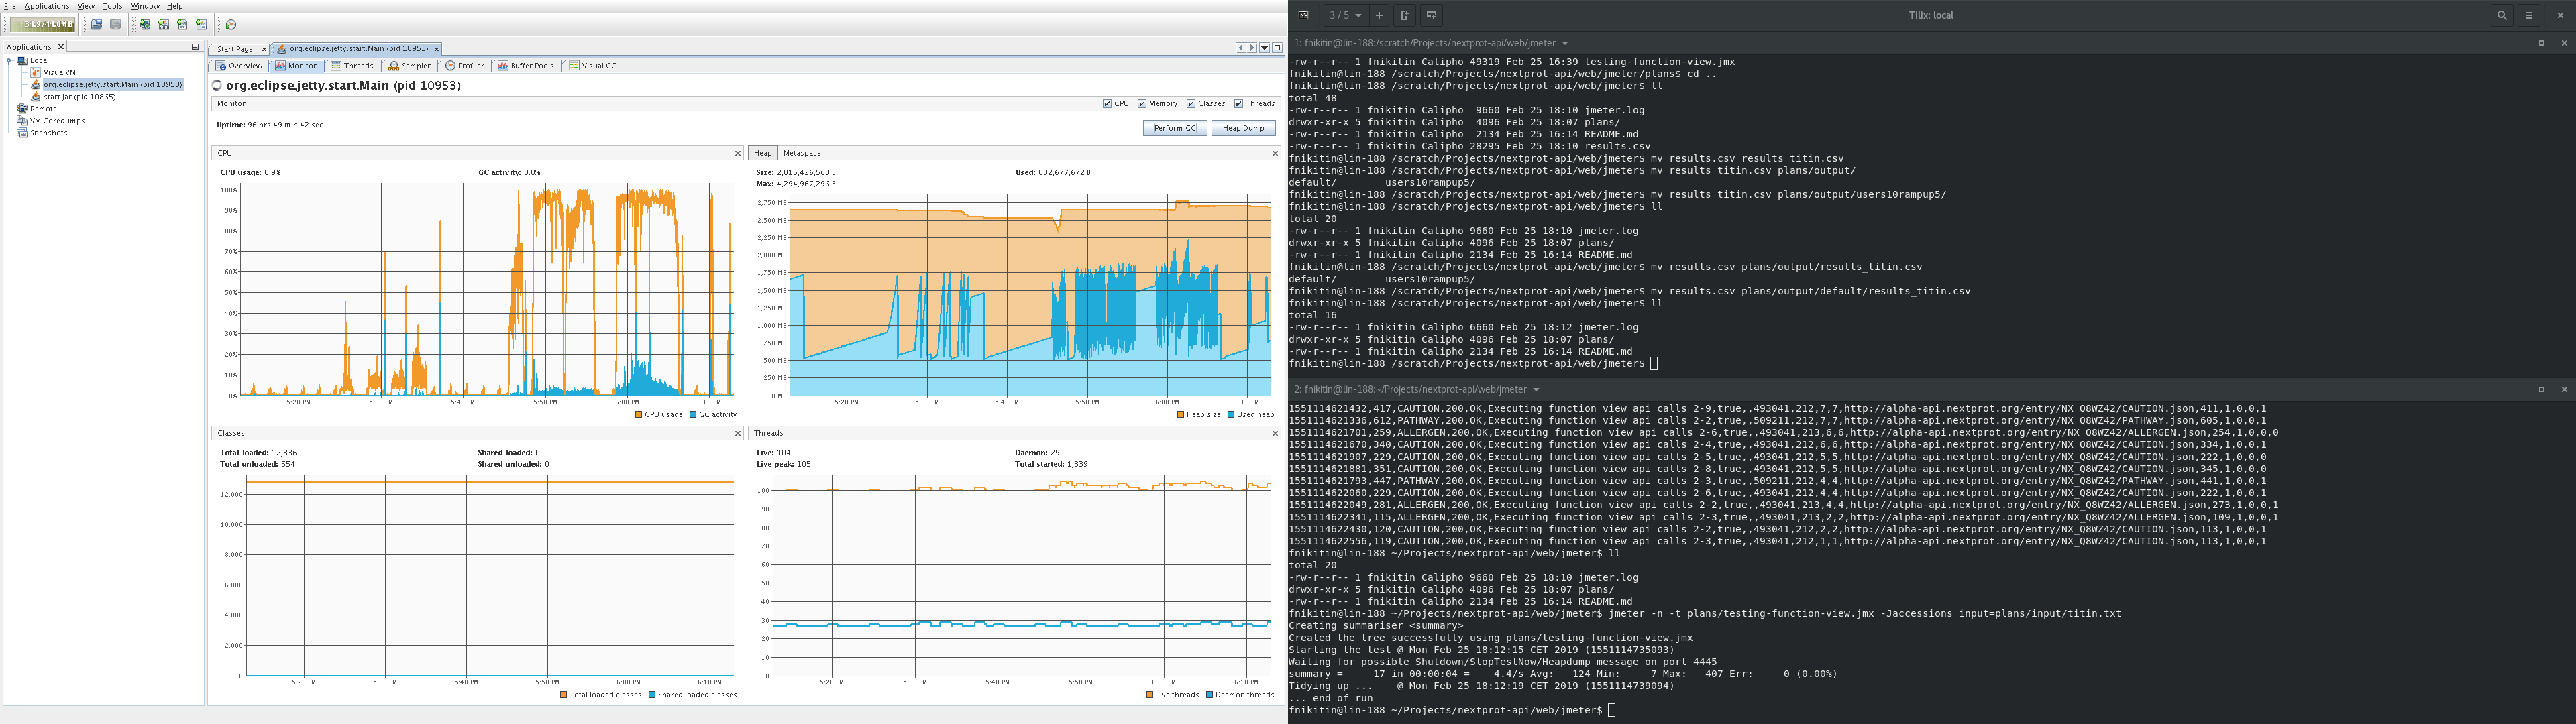 File Applications View Tools Window Help
34.9/44.0MB
Applications
Local
VisualVM
org.eclipse.jetty.start.Main (pid 10953)
start.jar (pid 10865)
Remote
VM Coredumps
Snapshots
Start Page org.eclipse.jetty.start.Main (pid 10953)
Overview Monitor Threads Sampler Profiler Buffer Pools Visual GC
org.eclipse.jetty.start.Main (pid 10953)
Monitor CPU Memory Classes Threads
Uptime: 96 hrs 49 min 42 sec
Perform GC Heap Dump
CPU
CPU usage: 0.9% GC activity: 0.0%
100%
90%
80%
70%
60%
50%
40%
30%
20%
10%
0%
5:20 PM 5:30 PM 5:40 PM 5:50 PM 6:00 PM 6:10 PM
CPU usage GC activity
Heap Metaspace
Size: 2,815,426,560 B Used: 832,677,672 B
Max: 4,294,967,296 B
2,750 MB
2,500 MB
2,250 MB
2,000 MB
1,750 MB
1,500 MB
1,250 MB
1,000 MB
750 MB
500 MB
250 MB
0 MB
5:20 PM 5:30 PM 5:40 PM 5:50 PM 6:00 PM 6:10 PM
Heap size Used heap
Classes
Total loaded: 12,836 Shared loaded: 0
Total unloaded: 554 Shared unloaded: 0
12,000
10,000
8,000
6,000
4,000
2,000
0
5:20 PM 5:30 PM 5:40 PM 5:50 PM 6:00 PM 6:10 PM
Total loaded classes Shared loaded classes
Threads
Live: 104 Daemon: 29
Live peak: 105 Total started: 1,839
100
90
80
70
60
50
40
30
20
10
0
5:20 PM 5:30 PM 5:40 PM 5:50 PM 6:00 PM 6:10 PM
Live threads Daemon threads
3 / 5 Tilix: local
1: fnikitin@lin-188:/scratch/Projects/nextprot-api/web/jmeter
-rw-r--r-- 1 fnikitin Calipho 49319 Feb 25 16:39 testing-function-view.jmx
fnikitin@lin-188 /scratch/Projects/nextprot-api/web/jmeter/plans$ cd ..
fnikitin@lin-188 /scratch/Projects/nextprot-api/web/jmeter$ ll
total 48
-rw-r--r-- 1 fnikitin Calipho  9660 Feb 25 18:10 jmeter.log
drwxr-xr-x 5 fnikitin Calipho  4096 Feb 25 18:07 plans/
-rw-r--r-- 1 fnikitin Calipho  2134 Feb 25 16:14 README.md
-rw-r--r-- 1 fnikitin Calipho 28295 Feb 25 18:10 results.csv
fnikitin@lin-188 /scratch/Projects/nextprot-api/web/jmeter$ mv results.csv results_titin.csv
fnikitin@lin-188 /scratch/Projects/nextprot-api/web/jmeter$ mv results_titin.csv plans/output/
default/ users10rampup5/
fnikitin@lin-188 /scratch/Projects/nextprot-api/web/jmeter$ mv results_titin.csv plans/output/users10rampup5/
fnikitin@lin-188 /scratch/Projects/nextprot-api/web/jmeter$ ll
total 20
-rw-r--r-- 1 fnikitin Calipho 9660 Feb 25 18:10 jmeter.log
drwxr-xr-x 5 fnikitin Calipho 4096 Feb 25 18:07 plans/
-rw-r--r-- 1 fnikitin Calipho 2134 Feb 25 16:14 README.md
fnikitin@lin-188 /scratch/Projects/nextprot-api/web/jmeter$ mv results.csv plans/output/results_titin.csv
default/ users10rampup5/
fnikitin@lin-188 /scratch/Projects/nextprot-api/web/jmeter$ mv results.csv plans/output/default/results_titin.csv
fnikitin@lin-188 /scratch/Projects/nextprot-api/web/jmeter$ ll
total 16
-rw-r--r-- 1 fnikitin Calipho 6660 Feb 25 18:12 jmeter.log
drwxr-xr-x 5 fnikitin Calipho 4096 Feb 25 18:07 plans/
-rw-r--r-- 1 fnikitin Calipho 2134 Feb 25 16:14 README.md
fnikitin@lin-188 /scratch/Projects/nextprot-api/web/jmeter$
2: fnikitin@lin-188:~/Projects/nextprot-api/web/jmeter
1551114621432,417,CAUTION,200,OK,Executing function view api calls 2-9,true,,493041,212,7,7,http://alpha-api.nextprot.org/entry/NX_Q8WZ42/CAUTION.json,411,1,0,0,1
1551114621336,612,PATHWAY,200,OK,Executing function view api calls 2-2,true,,509211,212,7,7,http://alpha-api.nextprot.org/entry/NX_Q8WZ42/PATHWAY.json,605,1,0,0,1
1551114621701,259,ALLERGEN,200,OK,Executing function view api calls 2-6,true,,493041,213,6,6,http://alpha-api.nextprot.org/entry/NX_Q8WZ42/ALLERGEN.json,254,1,0,0,0
1551114621670,340,CAUTION,200,OK,Executing function view api calls 2-4,true,,493041,212,6,6,http://alpha-api.nextprot.org/entry/NX_Q8WZ42/CAUTION.json,334,1,0,0,1
1551114621907,229,CAUTION,200,OK,Executing function view api calls 2-5,true,,493041,212,5,5,http://alpha-api.nextprot.org/entry/NX_Q8WZ42/CAUTION.json,222,1,0,0,0
1551114621881,351,CAUTION,200,OK,Executing function view api calls 2-8,true,,493041,212,5,5,http://alpha-api.nextprot.org/entry/NX_Q8WZ42/CAUTION.json,345,1,0,0,0
1551114621793,447,PATHWAY,200,OK,Executing function view api calls 2-3,true,,509211,212,4,4,http://alpha-api.nextprot.org/entry/NX_Q8WZ42/PATHWAY.json,441,1,0,0,1
1551114622060,229,CAUTION,200,OK,Executing function view api calls 2-6,true,,493041,212,4,4,http://alpha-api.nextprot.org/entry/NX_Q8WZ42/CAUTION.json,222,1,0,0,1
1551114622049,281,ALLERGEN,200,OK,Executing function view api calls 2-2,true,,493041,213,4,4,http://alpha-api.nextprot.org/entry/NX_Q8WZ42/ALLERGEN.json,273,1,0,0,1
1551114622341,115,ALLERGEN,200,OK,Executing function view api calls 2-3,true,,493041,213,2,2,http://alpha-api.nextprot.org/entry/NX_Q8WZ42/ALLERGEN.json,109,1,0,0,1
1551114622430,120,CAUTION,200,OK,Executing function view api calls 2-2,true,,493041,212,2,2,http://alpha-api.nextprot.org/entry/NX_Q8WZ42/CAUTION.json,113,1,0,0,1
1551114622556,119,CAUTION,200,OK,Executing function view api calls 2-3,true,,493041,212,1,1,http://alpha-api.nextprot.org/entry/NX_Q8WZ42/CAUTION.json,113,1,0,0,1
fnikitin@lin-188 ~/Projects/nextprot-api/web/jmeter$ ll
total 20
-rw-r--r-- 1 fnikitin Calipho 9660 Feb 25 18:10 jmeter.log
drwxr-xr-x 5 fnikitin Calipho 4096 Feb 25 18:07 plans/
-rw-r--r-- 1 fnikitin Calipho 2134 Feb 25 16:14 README.md
fnikitin@lin-188 ~/Projects/nextprot-api/web/jmeter$ jmeter -n -t plans/testing-function-view.jmx -Jaccessions_input=plans/input/titin.txt
Creating summariser <summary>
Created the tree successfully using plans/testing-function-view.jmx
Starting the test @ Mon Feb 25 18:12:15 CET 2019 (1551114735093)
Waiting for possible Shutdown/StopTestNow/Heapdump message on port 4445
summary =     17 in 00:00:04 =    4.4/s Avg:   124 Min:     7 Max:   407 Err:     0 (0.00%)
Tidying up ...    @ Mon Feb 25 18:12:19 CET 2019 (1551114739094)
... end of run
fnikitin@lin-188 ~/Projects/nextprot-api/web/jmeter$